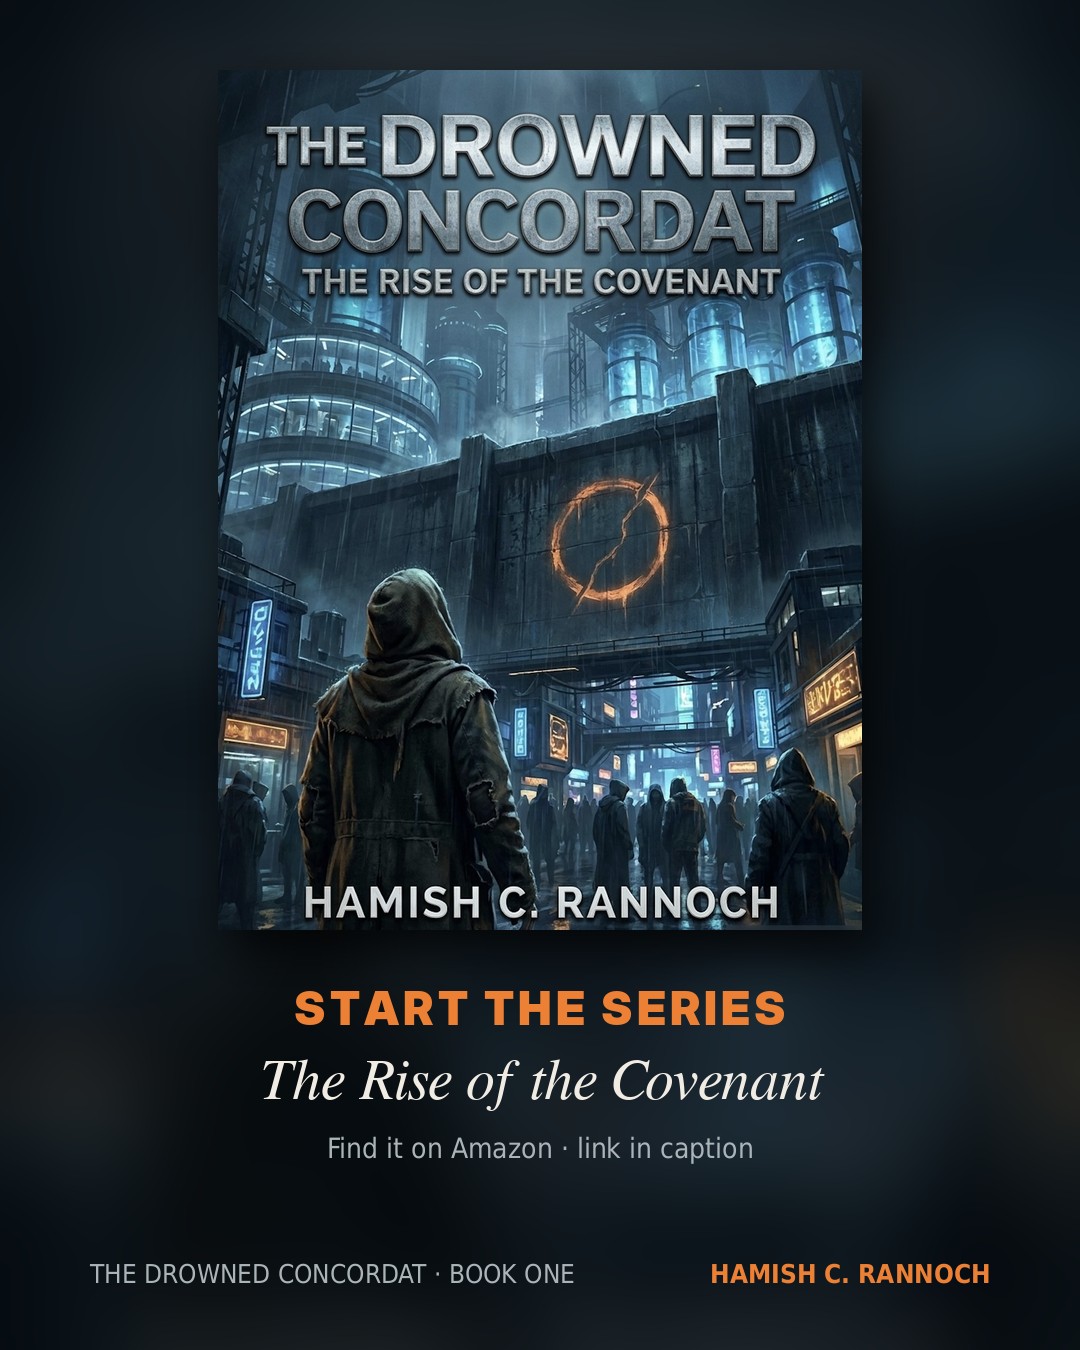 THE DROWNED
CONCORDAT
THE RISE OF THE COVENANT
HAMISH C. RANNOCH
START THE SERIES
The Rise of the Covenant
Find it on Amazon · link in caption
THE DROWNED CONCORDAT · BOOK ONE
HAMISH C. RANNOCH